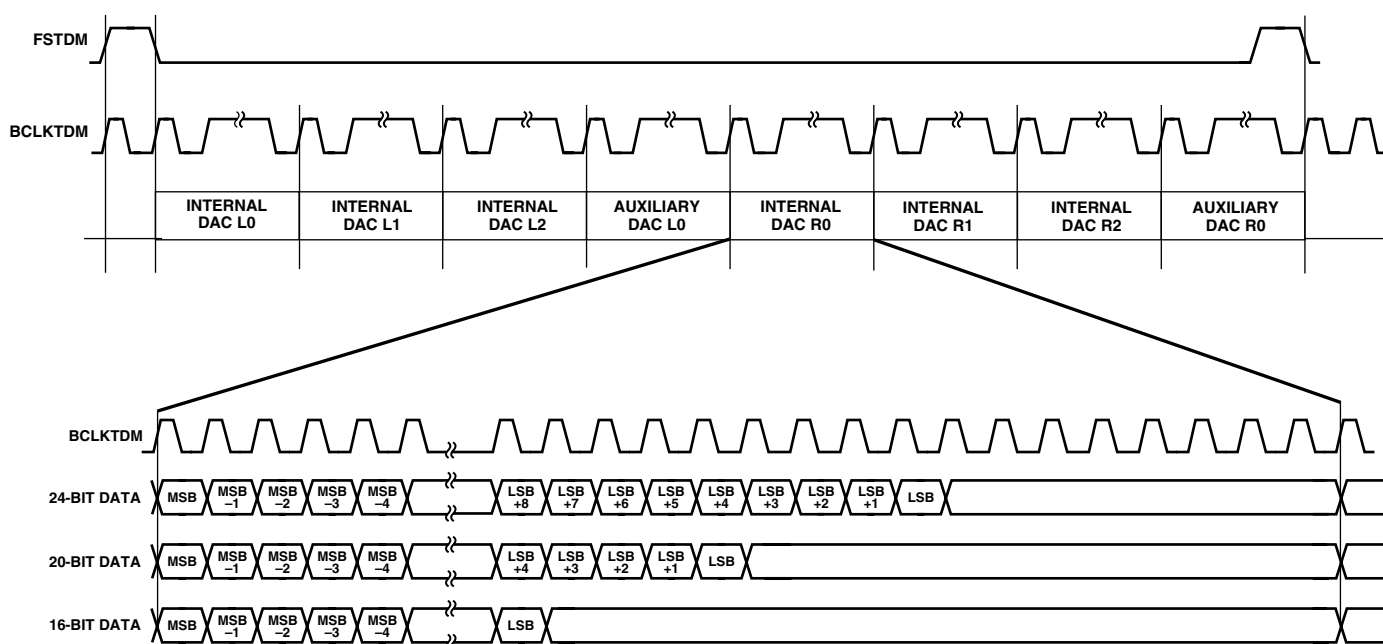 FSTDM
BCLKTDM
INTERNAL
DAC L0
INTERNAL
DAC L1
INTERNAL
DAC L2
AUXILIARY
DAC L0
INTERNAL
DAC R0
INTERNAL
DAC R1
INTERNAL
DAC R2
AUXILIARY
DAC R0
BCLKTDM
24-BIT DATA
MSB
MSB
–1
MSB
–2
MSB
–3
MSB
–4
LSB
+8
LSB
+7
LSB
+6
LSB
+5
LSB
+4
LSB
+3
LSB
+2
LSB
+1
LSB
20-BIT DATA
MSB
MSB
–1
MSB
–2
MSB
–3
MSB
–4
LSB
+4
LSB
+3
LSB
+2
LSB
+1
LSB
16-BIT DATA
MSB
MSB
–1
MSB
–2
MSB
–3
MSB
–4
LSB